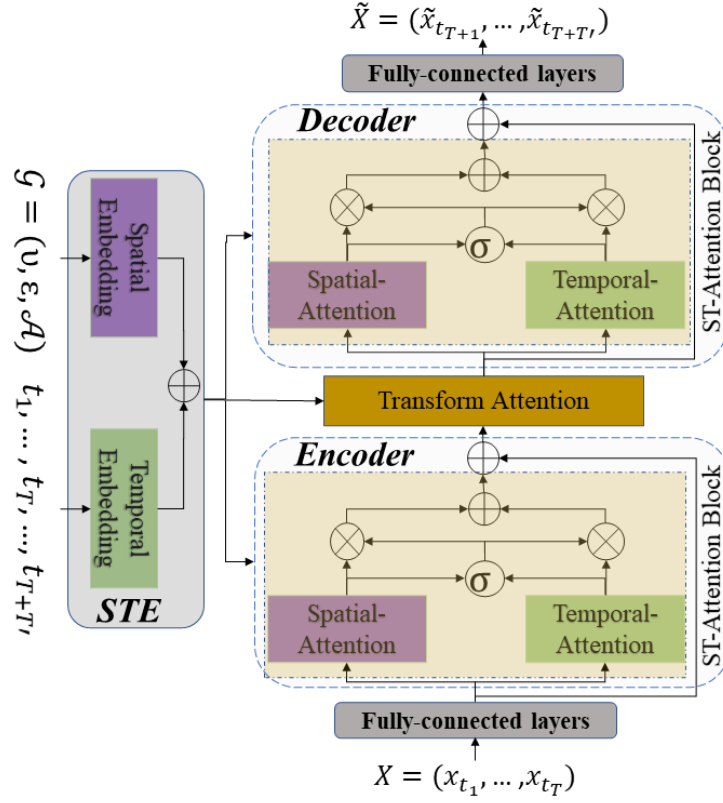 X̃ = (x̃_{t_{T+1}}, … , x̃_{t_{T+T′}})
Fully-connected layers
Decoder
ST-Attention Block
σ
Spatial-
Attention
Temporal-
Attention
𝒢 = (υ, ε, 𝒜)
Spatial
Embedding
t₁, … , t_T, …, t_{T+T′}
Temporal
Embedding
STE
Transform Attention
Encoder
ST-Attention Block
σ
Spatial-
Attention
Temporal-
Attention
Fully-connected layers
X = (x_{t_1}, … , x_{t_T})